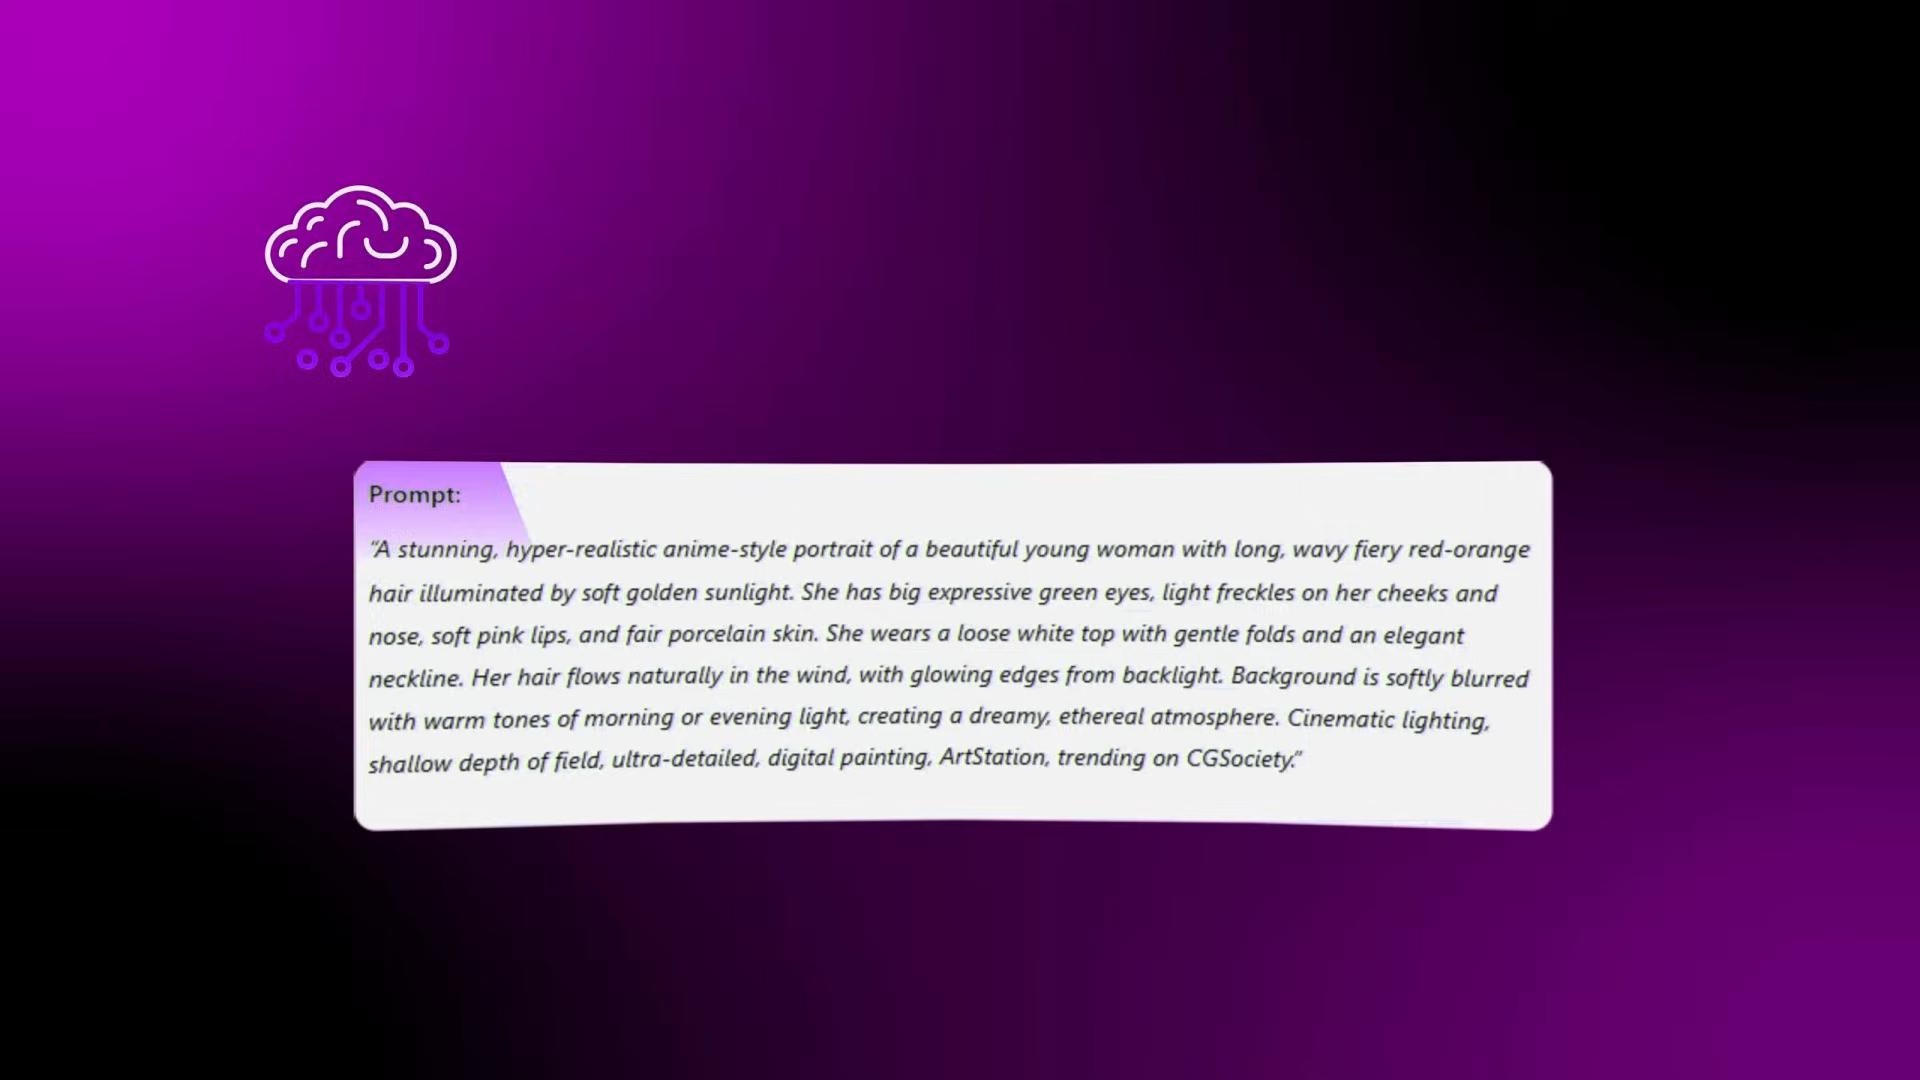 Prompt:
“A stunning, hyper-realistic anime-style portrait of a beautiful young woman with long, wavy fiery red-orange
hair illuminated by soft golden sunlight. She has big expressive green eyes, light freckles on her cheeks and
nose, soft pink lips, and fair porcelain skin. She wears a loose white top with gentle folds and an elegant
neckline. Her hair flows naturally in the wind, with glowing edges from backlight. Background is softly blurred
with warm tones of morning or evening light, creating a dreamy, ethereal atmosphere. Cinematic lighting,
shallow depth of field, ultra-detailed, digital painting, ArtStation, trending on CGSociety.”